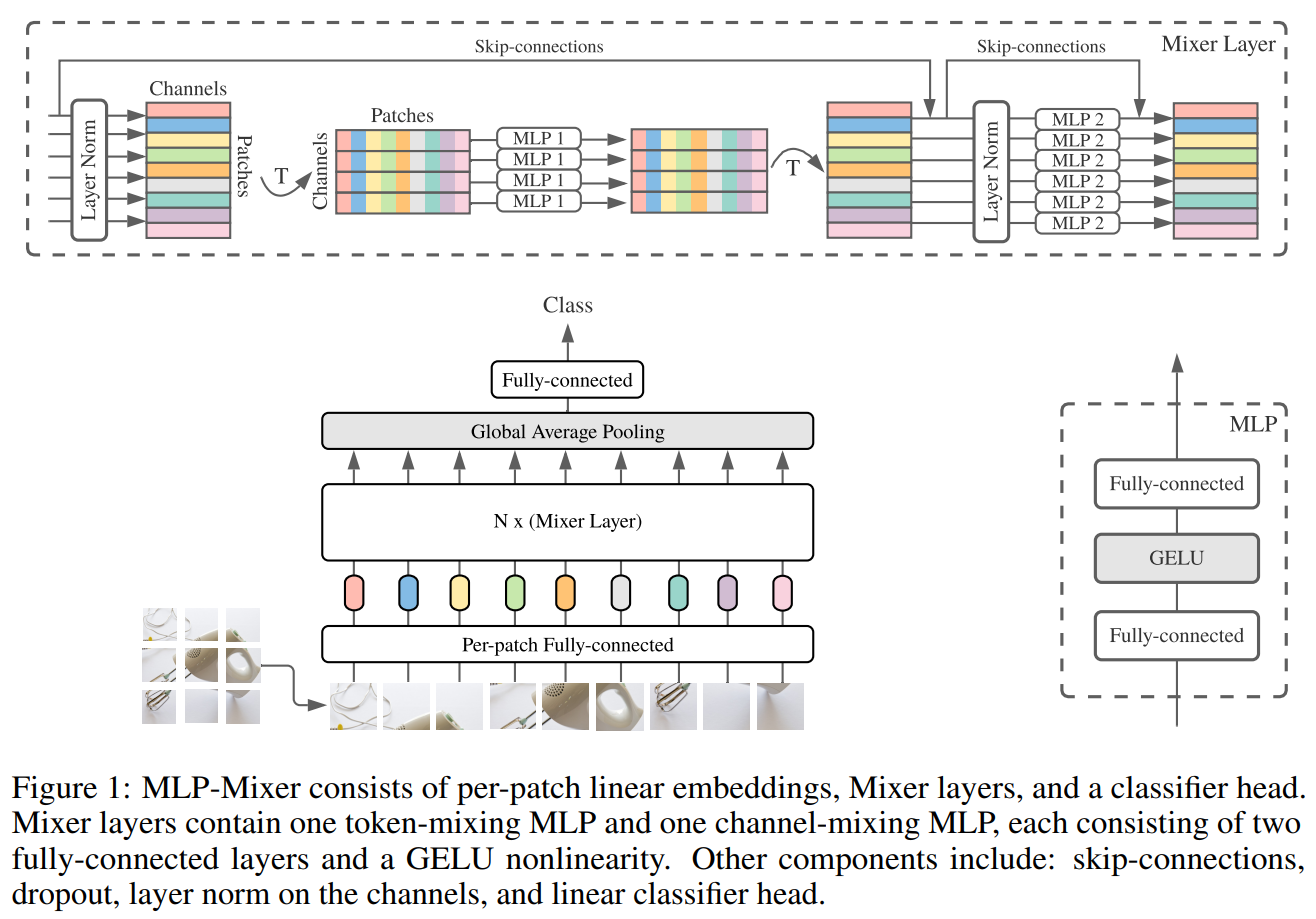 Skip-connections
Skip-connections
Mixer Layer
Channels
Layer Norm
Patches
T
Patches
Channels
MLP 1
MLP 1
MLP 1
MLP 1
T
Layer Norm
MLP 2
MLP 2
MLP 2
MLP 2
MLP 2
MLP 2
Class
Fully-connected
Global Average Pooling
N x (Mixer Layer)
Per-patch Fully-connected
MLP
Fully-connected
GELU
Fully-connected
Figure 1: MLP-Mixer consists of per-patch linear embeddings, Mixer layers, and a classifier head.
Mixer layers contain one token-mixing MLP and one channel-mixing MLP, each consisting of two
fully-connected layers and a GELU nonlinearity. Other components include: skip-connections,
dropout, layer norm on the channels, and linear classifier head.